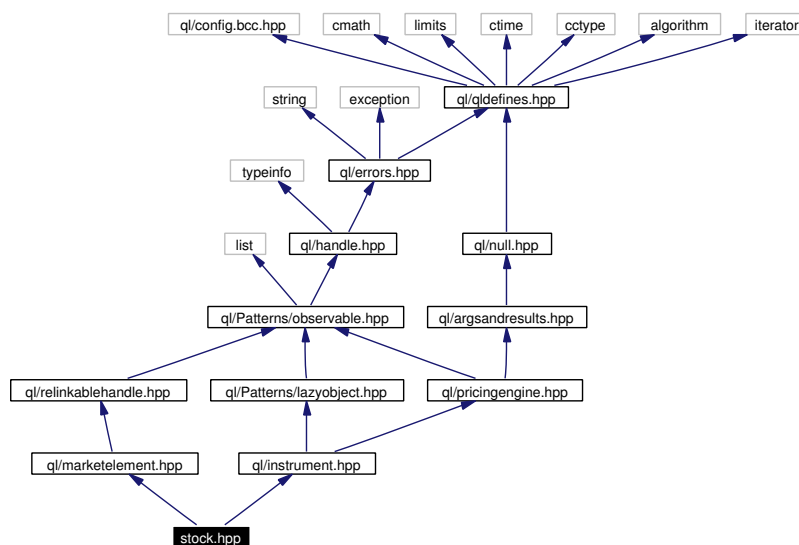 ql/config.bcc.hpp cmath limits ctime cctype algorithm iterator
string exception ql/qldefines.hpp
typeinfo ql/errors.hpp
list ql/handle.hpp ql/null.hpp
ql/Patterns/observable.hpp ql/argsandresults.hpp
ql/relinkablehandle.hpp ql/Patterns/lazyobject.hpp ql/pricingengine.hpp
ql/marketelement.hpp ql/instrument.hpp
stock.hpp